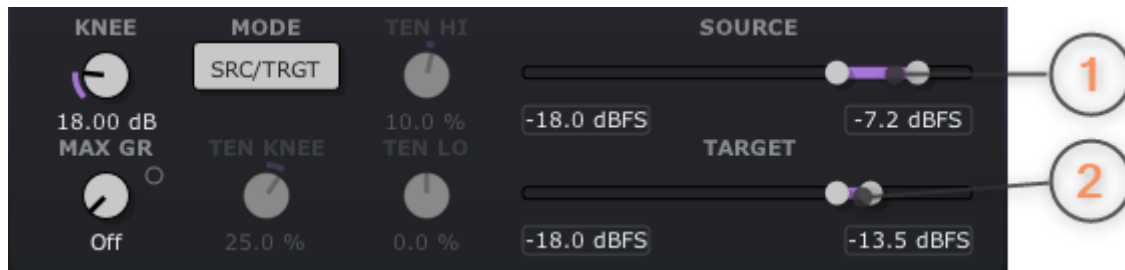 KNEE MODE TEN HI SOURCE
SRC/TRGT
1
18.00 dB 10.0 % -18.0 dBFS -7.2 dBFS
MAX GR TEN KNEE TEN LO TARGET
2
Off 25.0 % 0.0 % -18.0 dBFS -13.5 dBFS